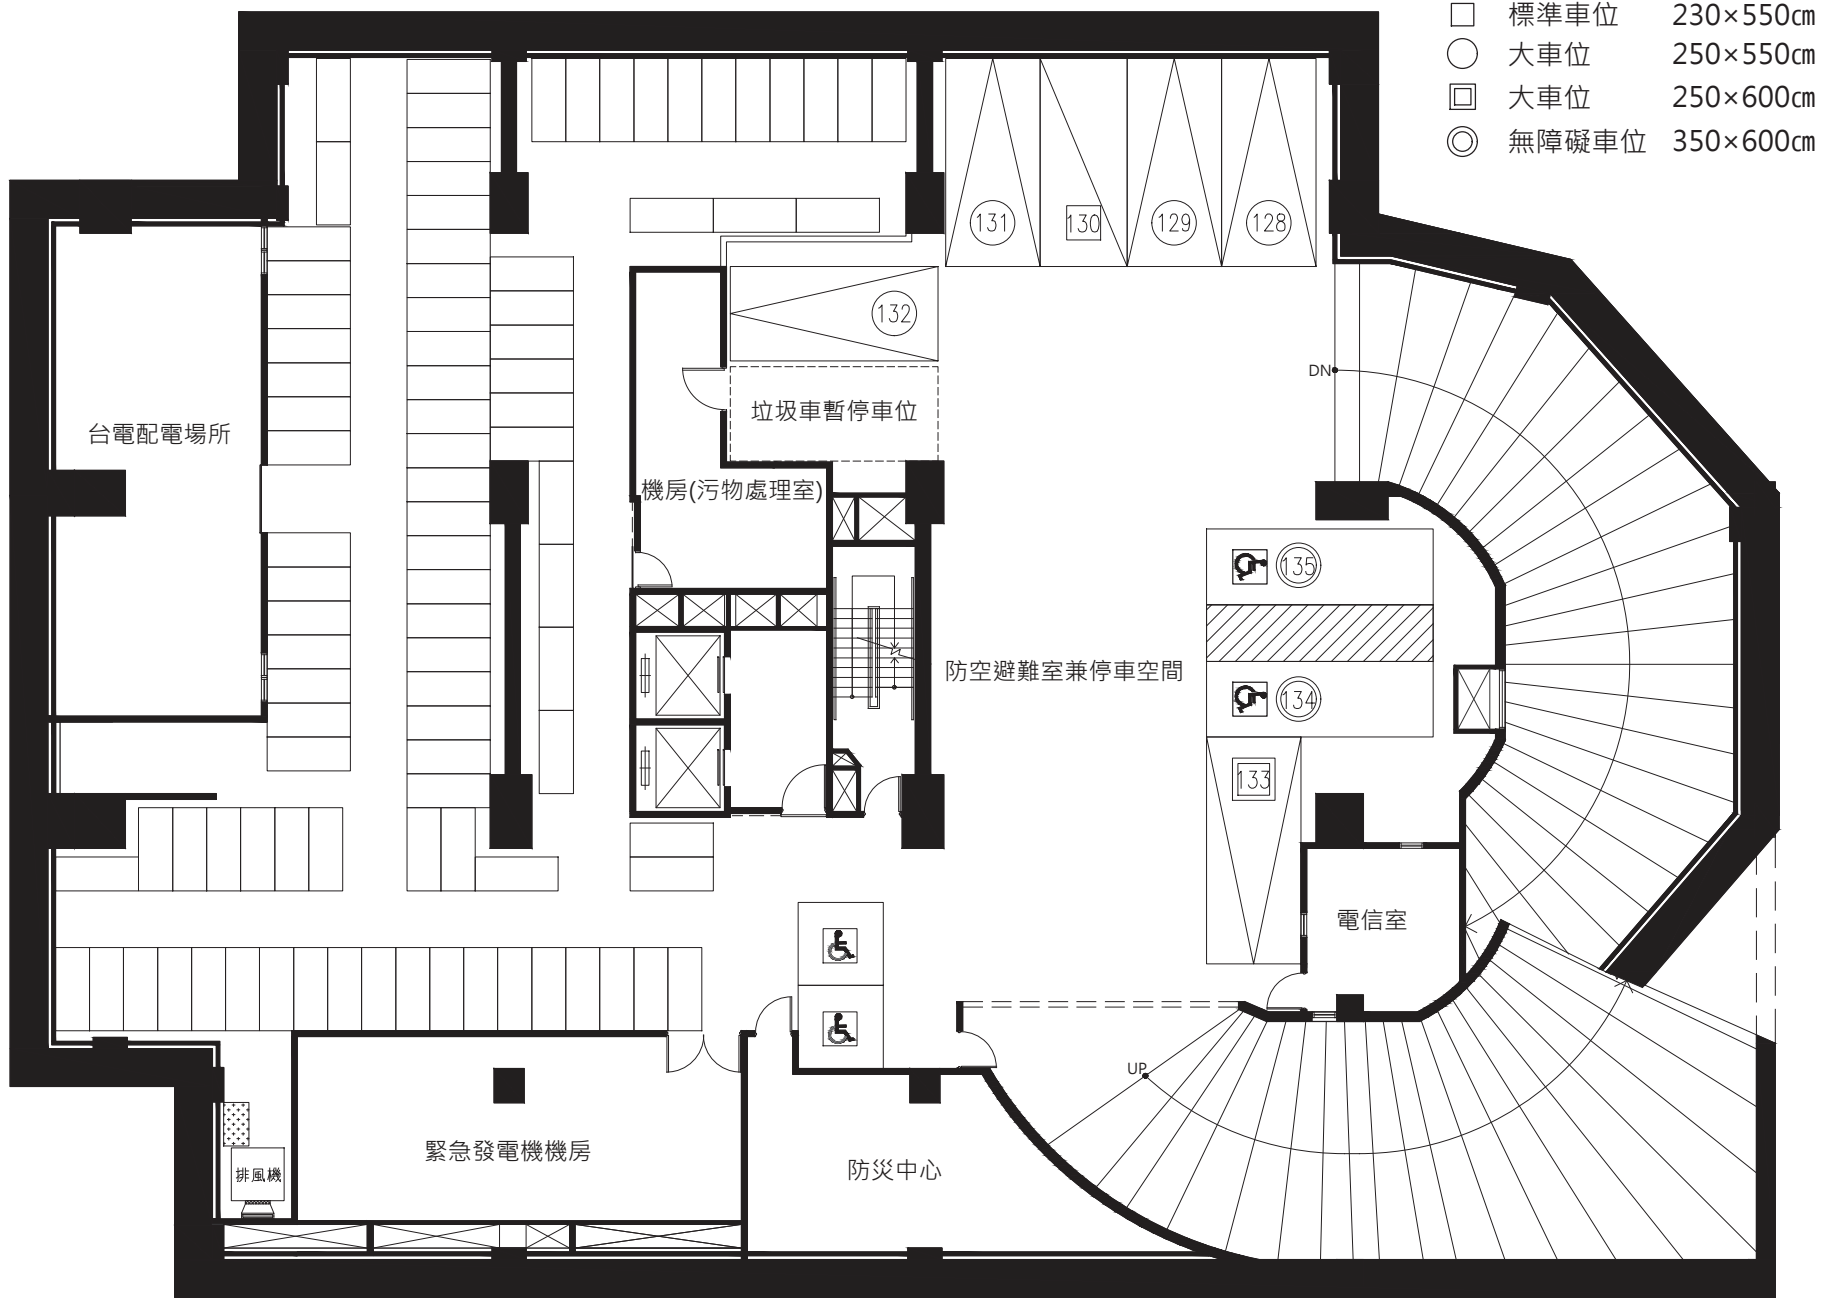 標準車位 230×550㎝
大車位 250×550㎝
大車位 250×600㎝
無障礙車位 350×600㎝
131
130
129
128
132
DN
垃圾車暫停車位
台電配電場所
機房(污物處理室)
135
防空避難室兼停車空間
134
133
電信室
UP
緊急發電機機房
防災中心
排風機